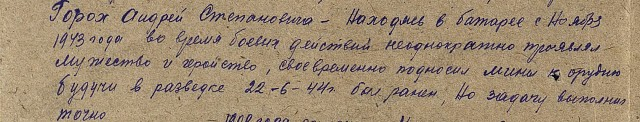 Горох Андрей Степановича – Находясь в батарее с Ноября
1943 года во время боевых действий неоднократно проявлял
мужество и геройство, своевременно подносил мины к орудию
будучи в разведке 22-6-44г. был ранен, Но задачу выполнил
точно